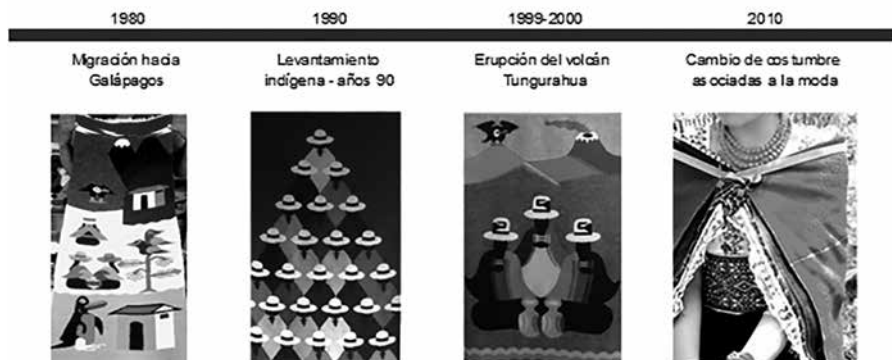 1980
1990
1999-2000
2010
Migración hacia
Galápagos
Levantamiento
indígena - años 90
Erupción del volcán
Tungurahua
Cambio de costumbre
asociadas a la moda